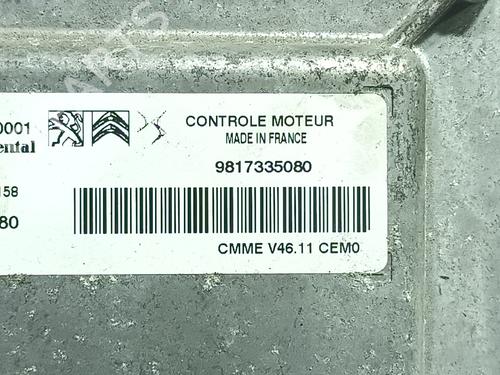 0001
ental
158
80
CONTROLE MOTEUR
MADE IN FRANCE
9817335080
CMME V46.11 CEM0